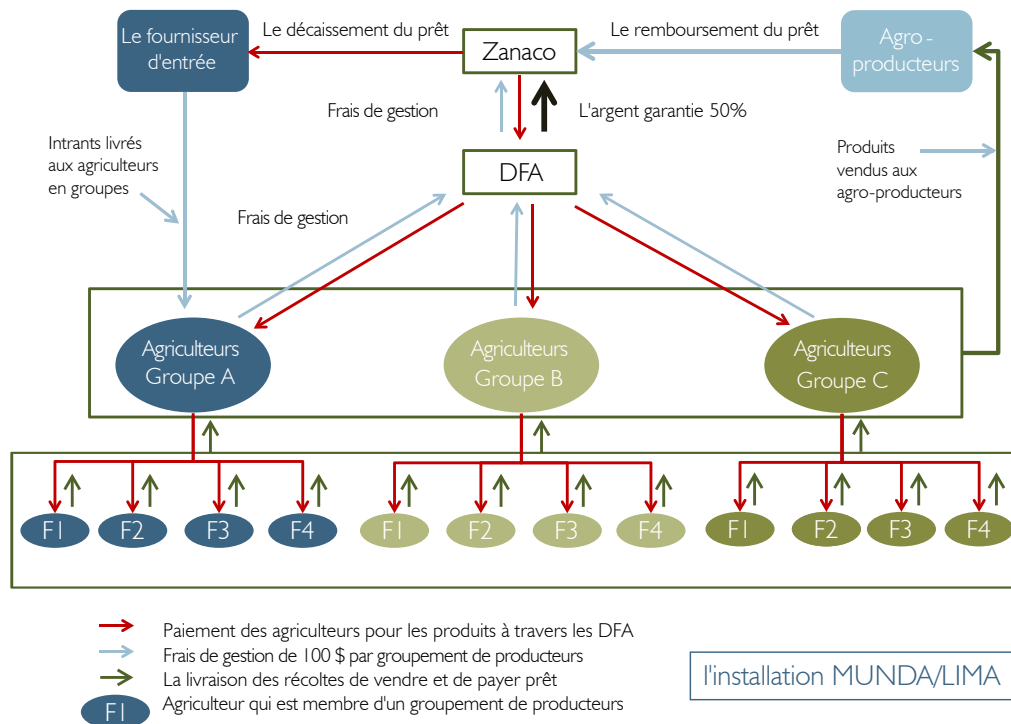 Le fournisseur
d'entrée
Le décaissement du prêt
Zanaco
Le remboursement du prêt
Agro-
producteurs
Frais de gestion
L'argent garantie 50%
Intrants livrés
aux agriculteurs
en groupes
Produits
vendus aux
agro-producteurs
DFA
Frais de gestion
Agriculteurs
Groupe A
Agriculteurs
Groupe B
Agriculteurs
Groupe C
F1
F2
F3
F4
F1
F2
F3
F4
F1
F2
F3
F4
Paiement des agriculteurs pour les produits à travers les DFA
Frais de gestion de 100 $ par groupement de producteurs
La livraison des récoltes de vendre et de payer prêt
F1
Agriculteur qui est membre d'un groupement de producteurs
l'installation MUNDA/LIMA